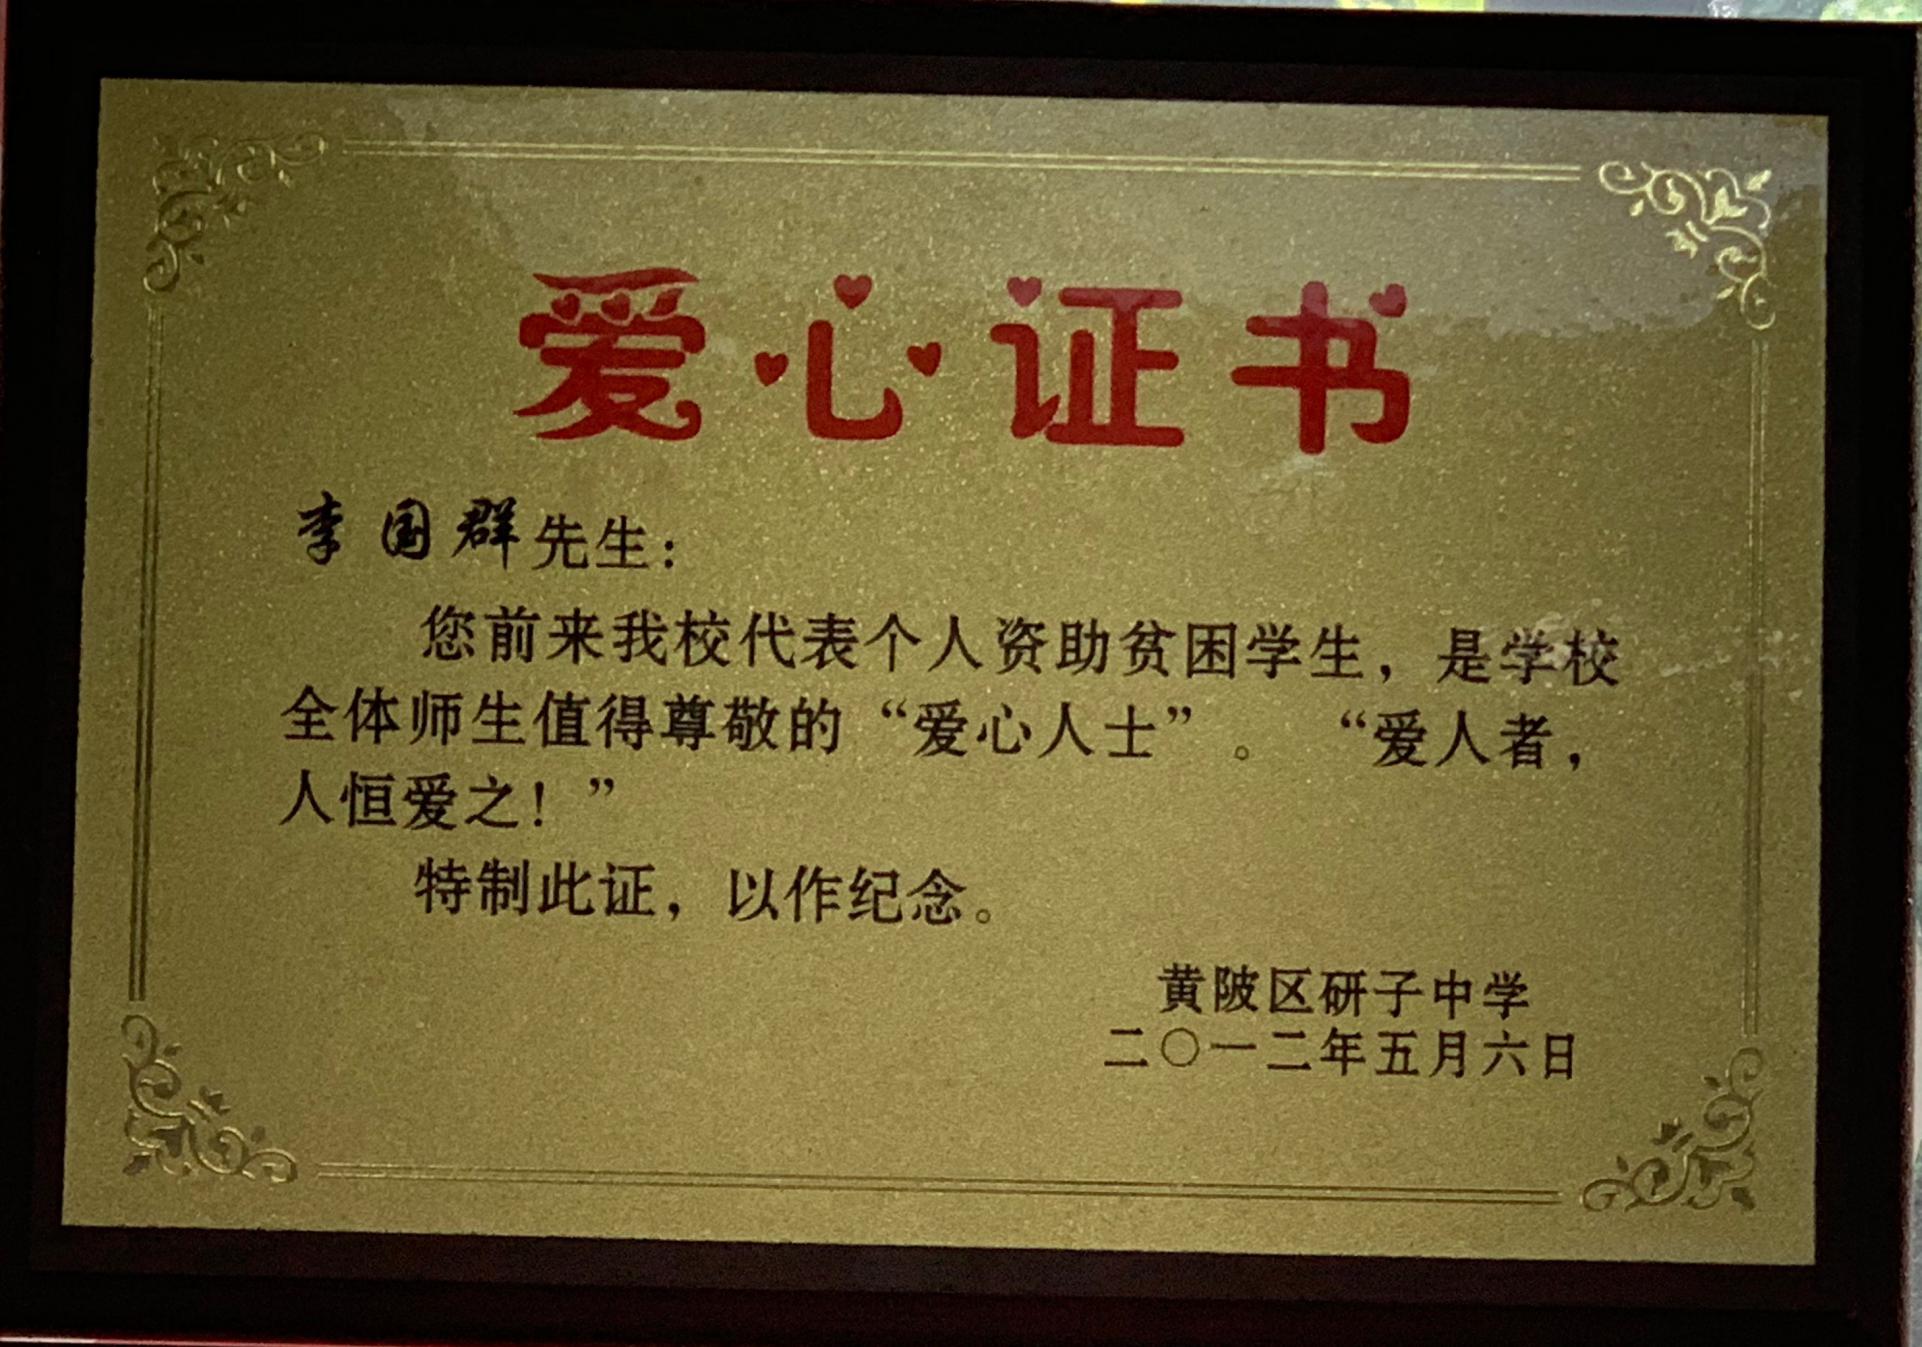 爱心证书
李国群先生：
您前来我校代表个人资助贫困学生，是学校
全体师生值得尊敬的“爱心人士”。 “爱人者，
人恒爱之！”
特制此证，以作纪念。
黄陂区研子中学
二〇一二年五月六日